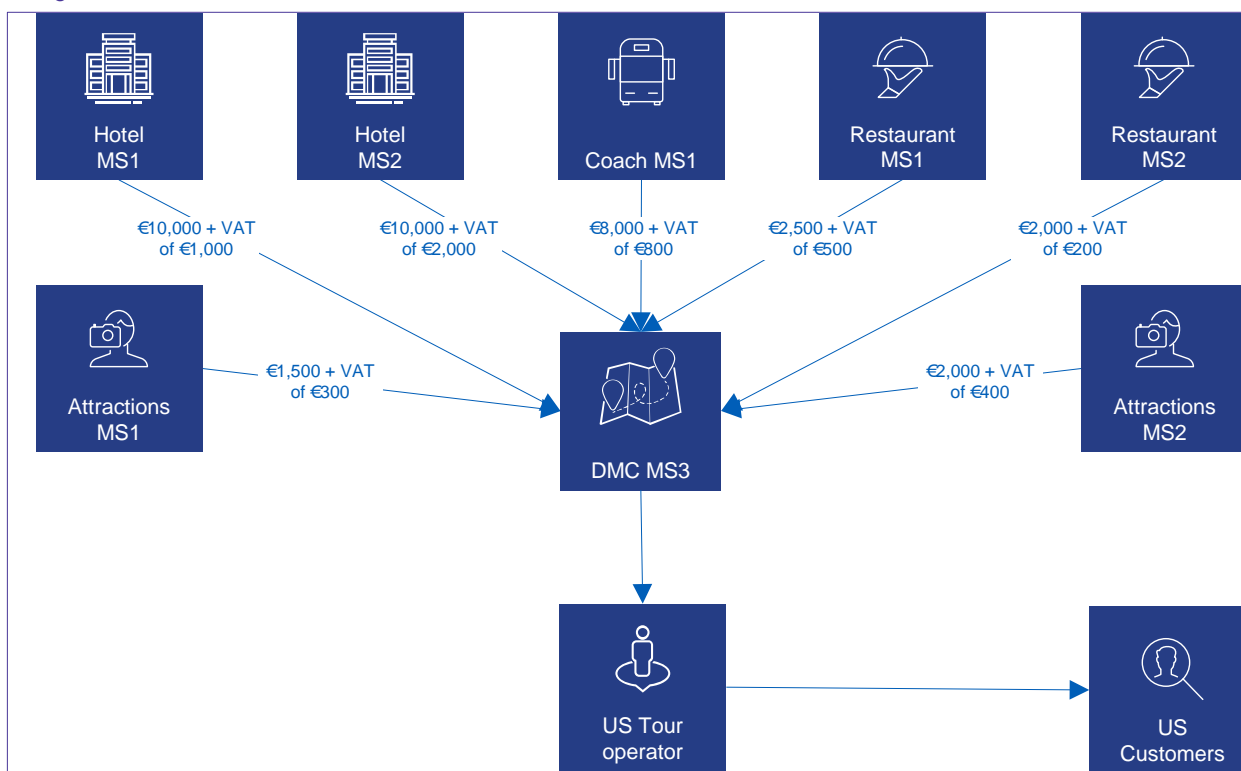 Hotel
MS1
Hotel
MS2
Coach MS1
Restaurant
MS1
Restaurant
MS2
€10,000 + VAT
of €1,000
€10,000 + VAT
of €2,000
€8,000 + VAT
of €800
€2,500 + VAT
of €500
€2,000 + VAT
of €200
Attractions
MS1
€1,500 + VAT
of €300
€2,000 + VAT
of €400
Attractions
MS2
DMC MS3
US Tour
operator
US
Customers